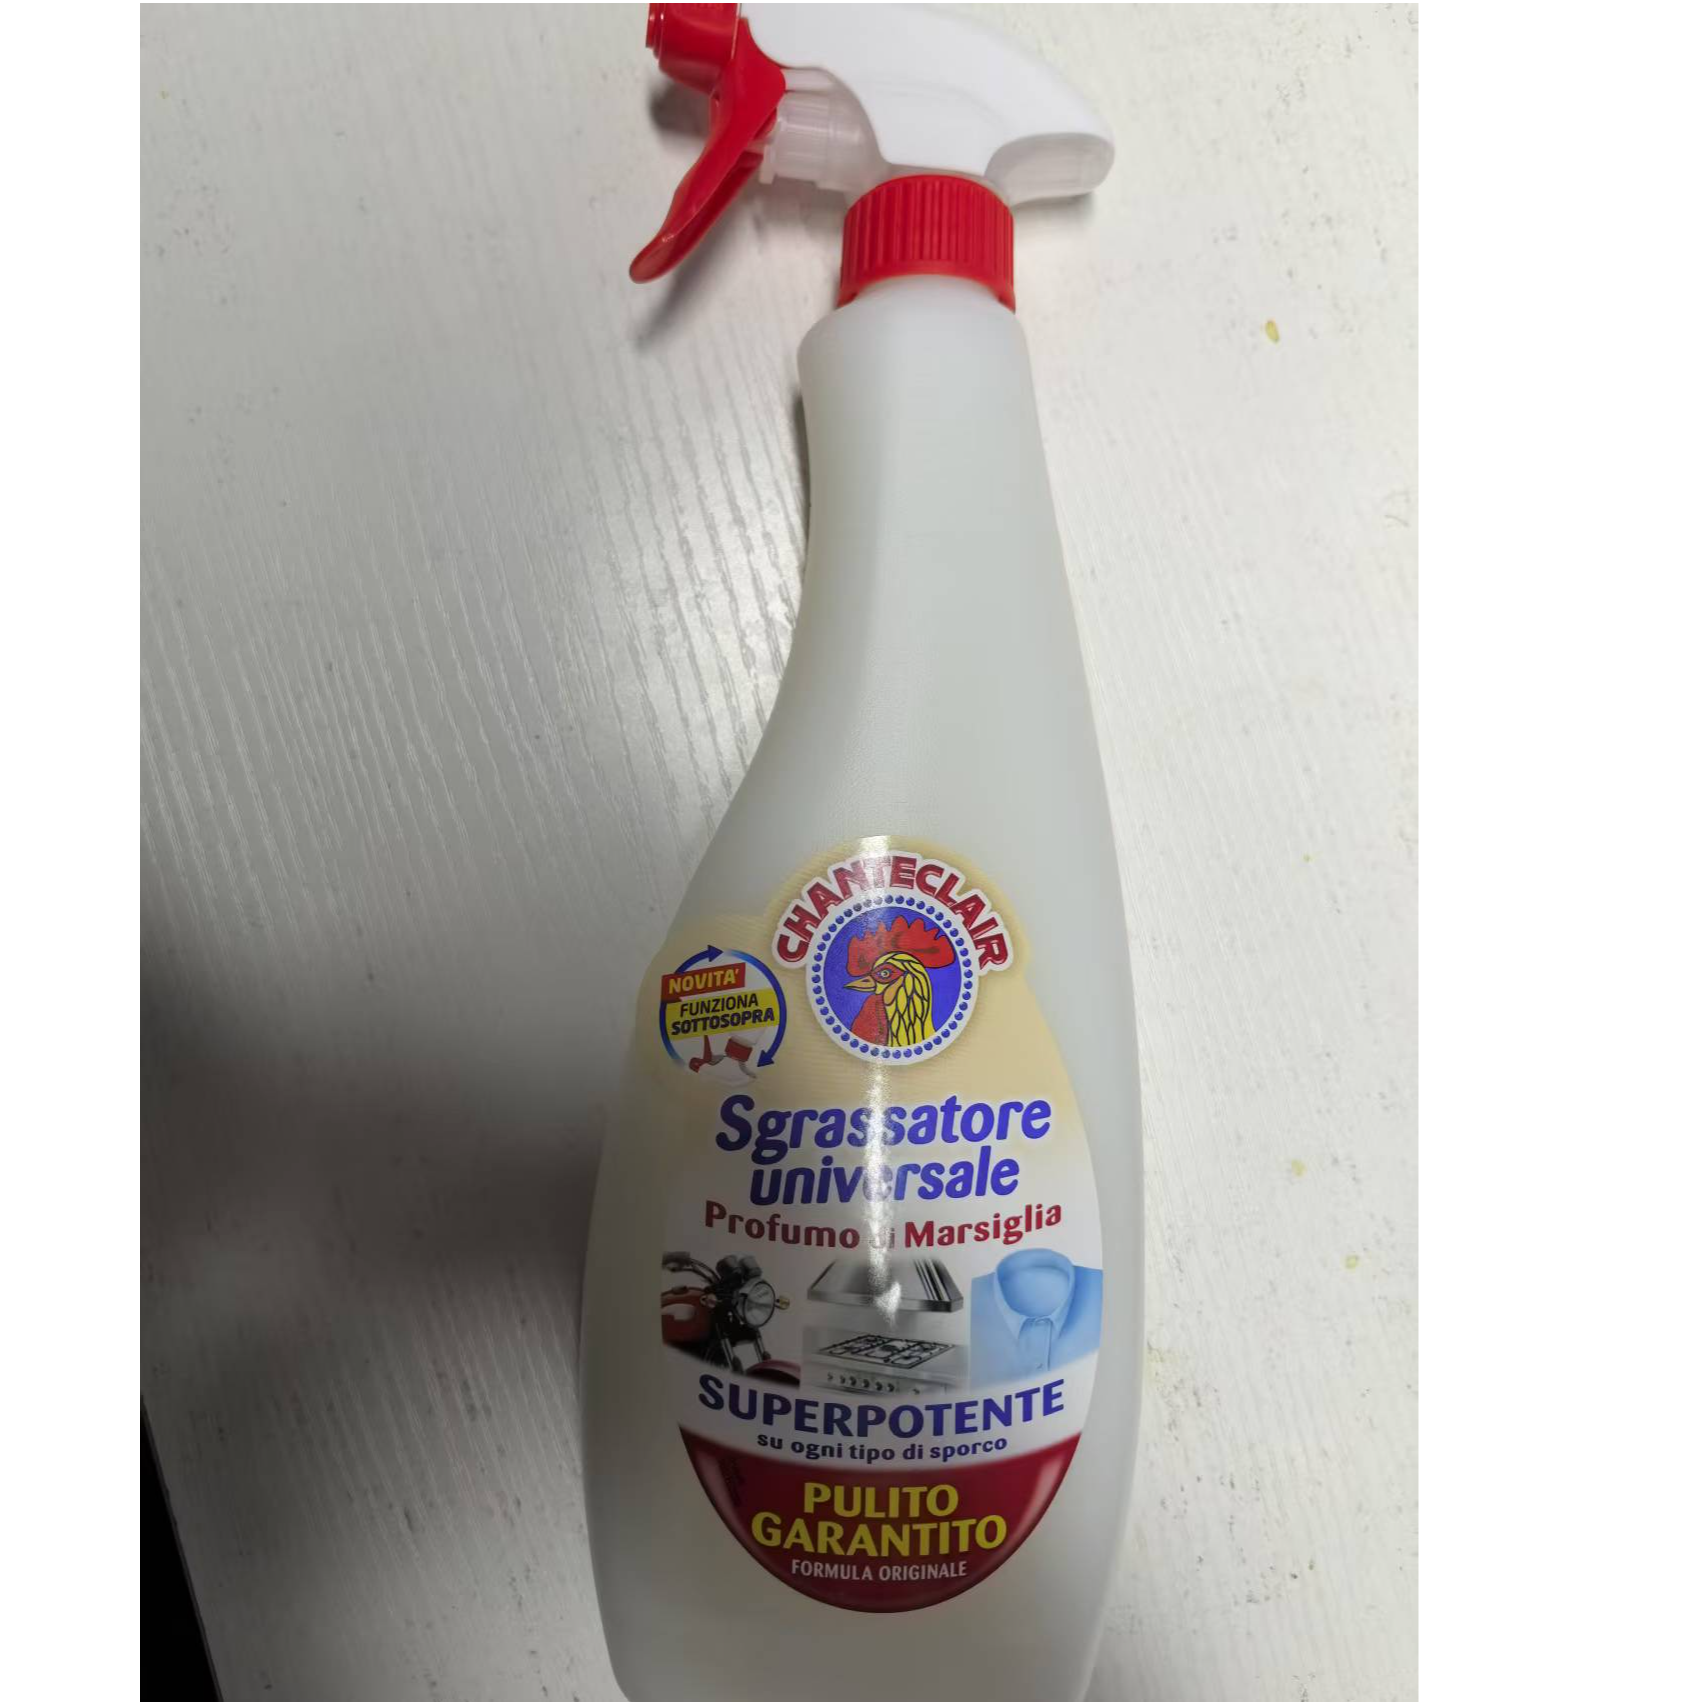 CHANTECLAIR
NOVITA'
FUNZIONA
SOTTOSOPRA
Sgrassatore
universale
Profumo di Marsiglia
SUPERPOTENTE
su ogni tipo di sporco
PULITO
GARANTITO
FORMULA ORIGINALE